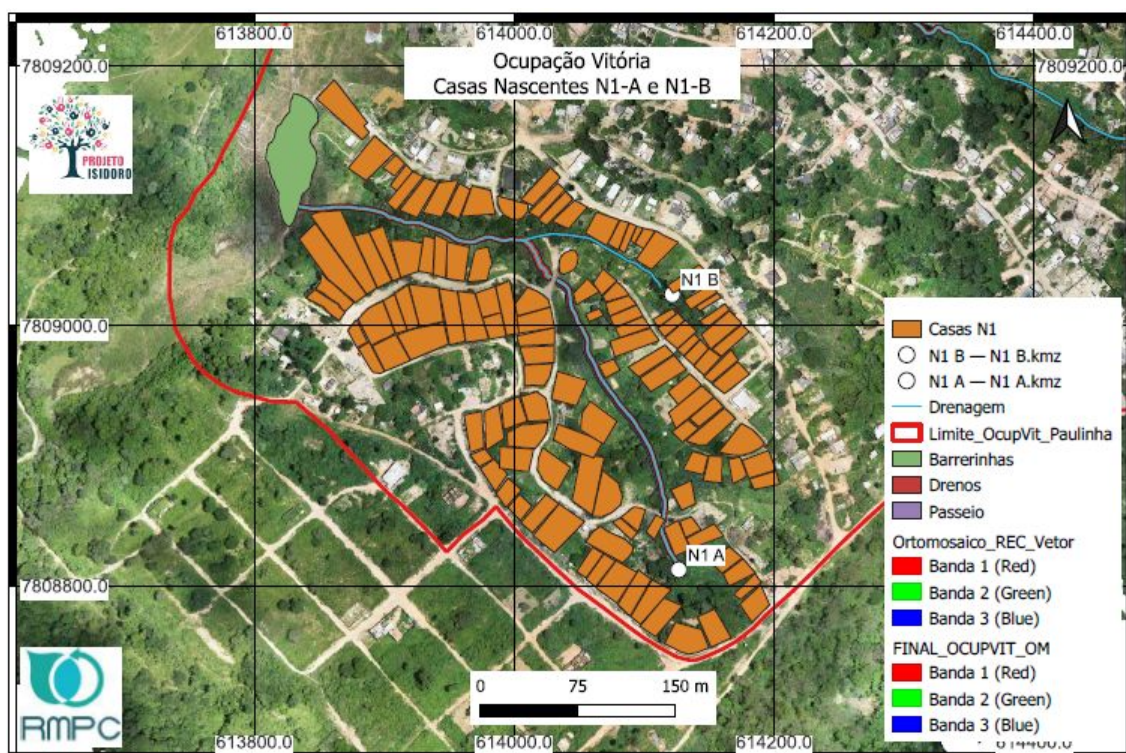 613800.0
614000.0
614200.0
614400.0
7809200.0
7809200.0
Ocupação Vitória
Casas Nascentes N1-A e N1-B
PROJETO
ISIDORO
N1 B
7809000.0
Casas N1
N1 B — N1 B.kmz
N1 A — N1 A.kmz
Drenagem
Limite_OcupVit_Paulinha
Barrerinhas
Drenos
Passeio
Ortomosaico_REC_Vetor
Banda 1 (Red)
Banda 2 (Green)
Banda 3 (Blue)
FINAL_OCUPVIT_OM
Banda 1 (Red)
Banda 2 (Green)
Banda 3 (Blue)
N1 A
7808800.0
0 75 150 m
RMPC
613800.0
614000.0
614200.0
614400.0